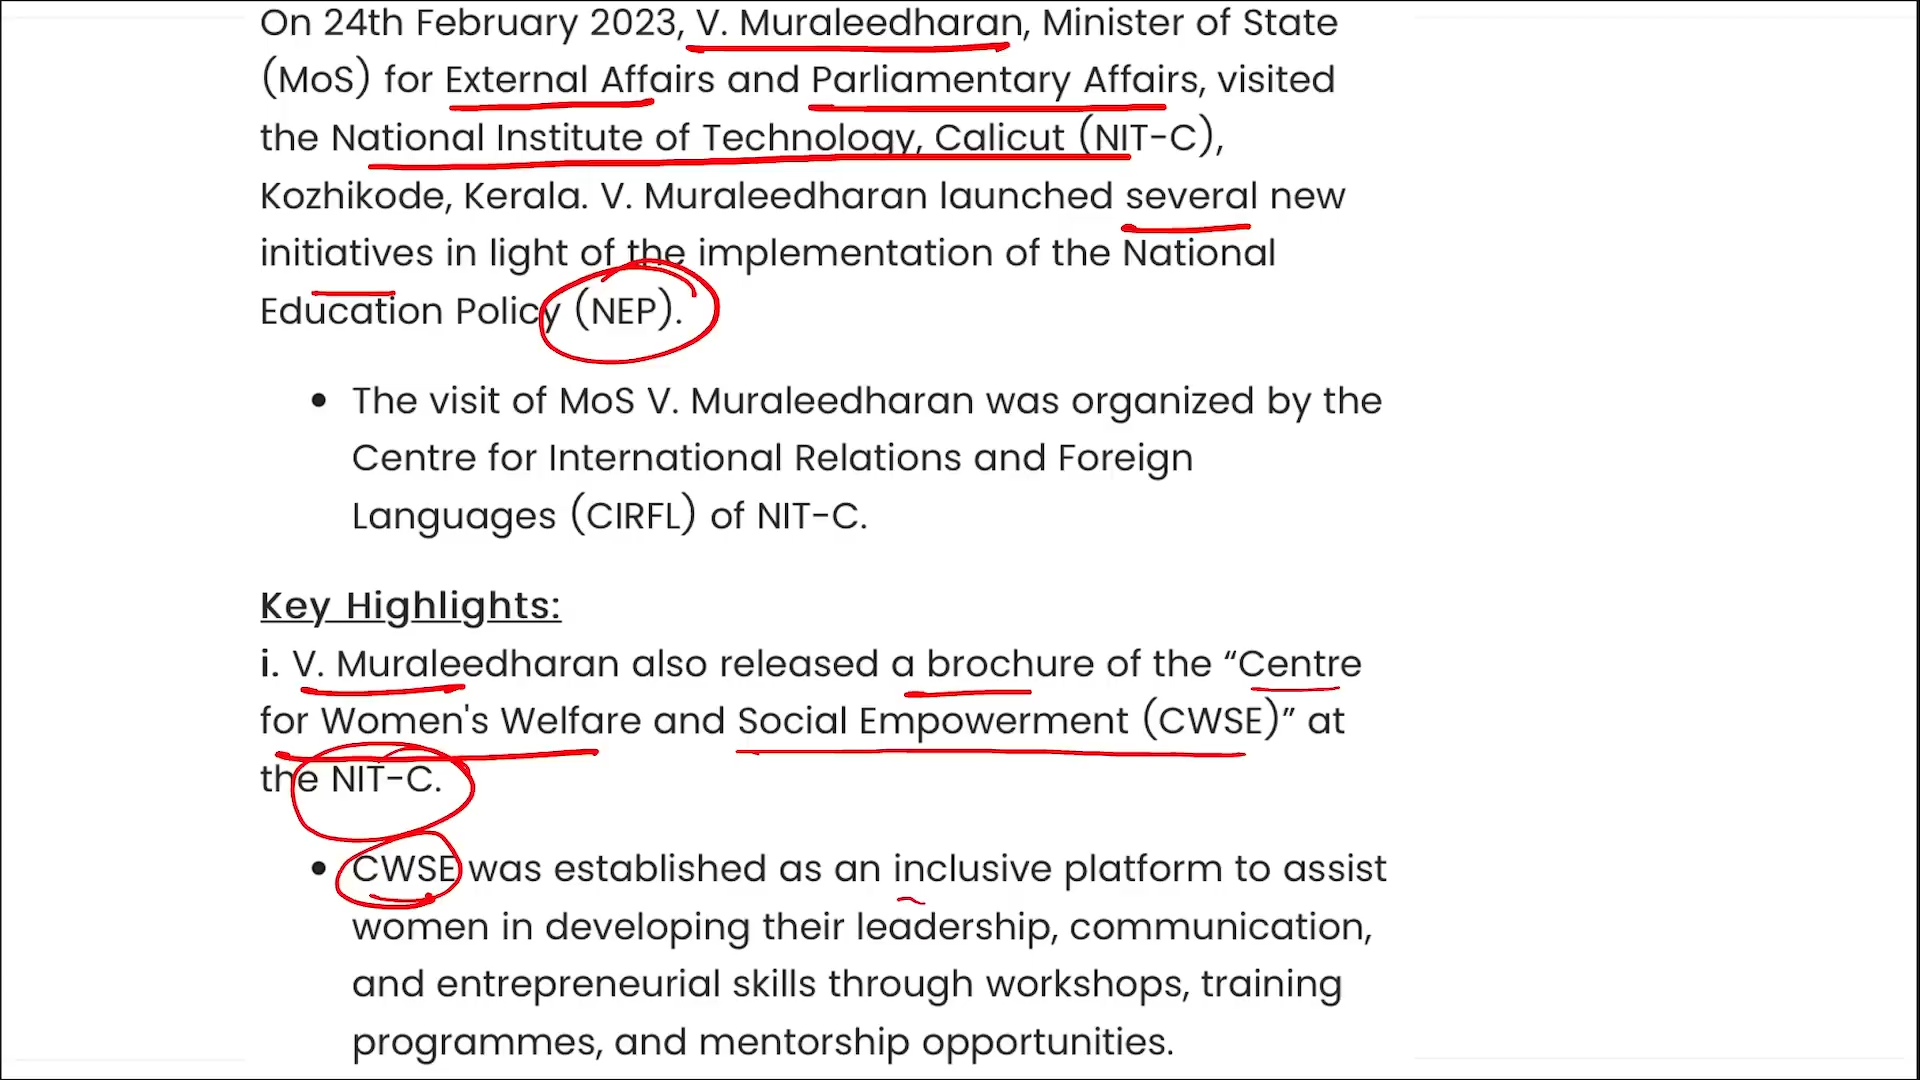 On 24th February 2023, V. Muraleedharan, Minister of State
(MoS) for External Affairs and Parliamentary Affairs, visited
the National Institute of Technology, Calicut (NIT-C),
Kozhikode, Kerala. V. Muraleedharan launched several new
initiatives in light of the implementation of the National
Education Policy (NEP).
• The visit of MoS V. Muraleedharan was organized by the
Centre for International Relations and Foreign
Languages (CIRFL) of NIT-C.
Key Highlights:
i. V. Muraleedharan also released a brochure of the “Centre
for Women's Welfare and Social Empowerment (CWSE)” at
the NIT-C.
• CWSE was established as an inclusive platform to assist
women in developing their leadership, communication,
and entrepreneurial skills through workshops, training
programmes, and mentorship opportunities.